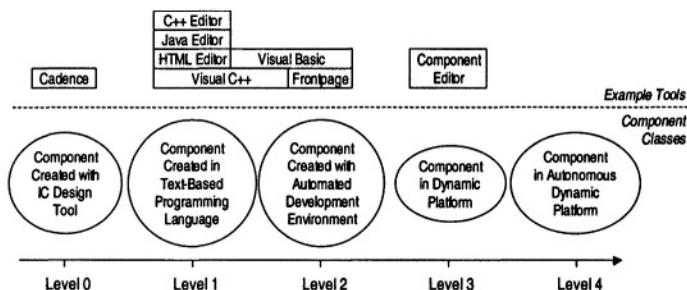 C++ Editor
Java Editor
HTML Editor
Visual Basic
Visual C++
Frontpage
Cadence
Component
Editor
Example Tools
Component
Classes
Component
Created with
IC Design
Tool
Component
Created in
Text-Based
Programming
Language
Component
Created with
Automated
Development
Environment
Component
in Dynamic
Platform
Component
in Autonomous
Dynamic
Platform
Level 0
Level 1
Level 2
Level 3
Level 4